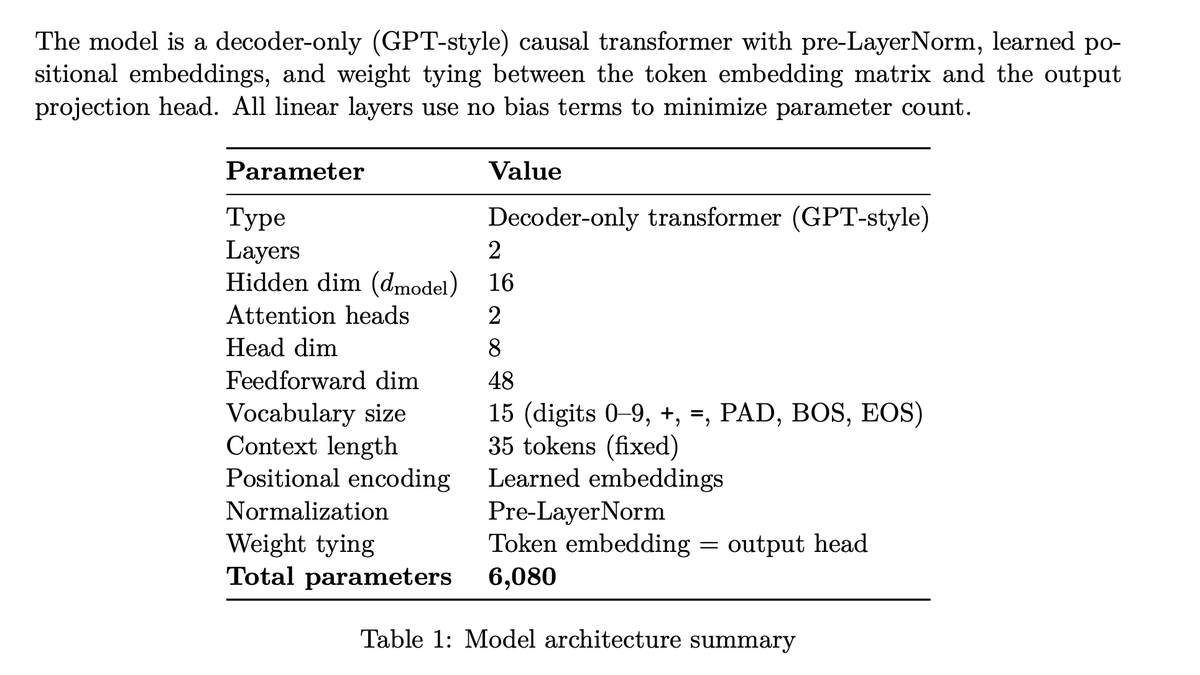 The model is a decoder-only (GPT-style) causal transformer with pre-LayerNorm, learned po-
sitional embeddings, and weight tying between the token embedding matrix and the output
projection head. All linear layers use no bias terms to minimize parameter count.
Parameter Value
Type Decoder-only transformer (GPT-style)
Layers 2
Hidden dim (d_model) 16
Attention heads 2
Head dim 8
Feedforward dim 48
Vocabulary size 15 (digits 0–9, +, =, PAD, BOS, EOS)
Context length 35 tokens (fixed)
Positional encoding Learned embeddings
Normalization Pre-LayerNorm
Weight tying Token embedding = output head
Total parameters 6,080
Table 1: Model architecture summary